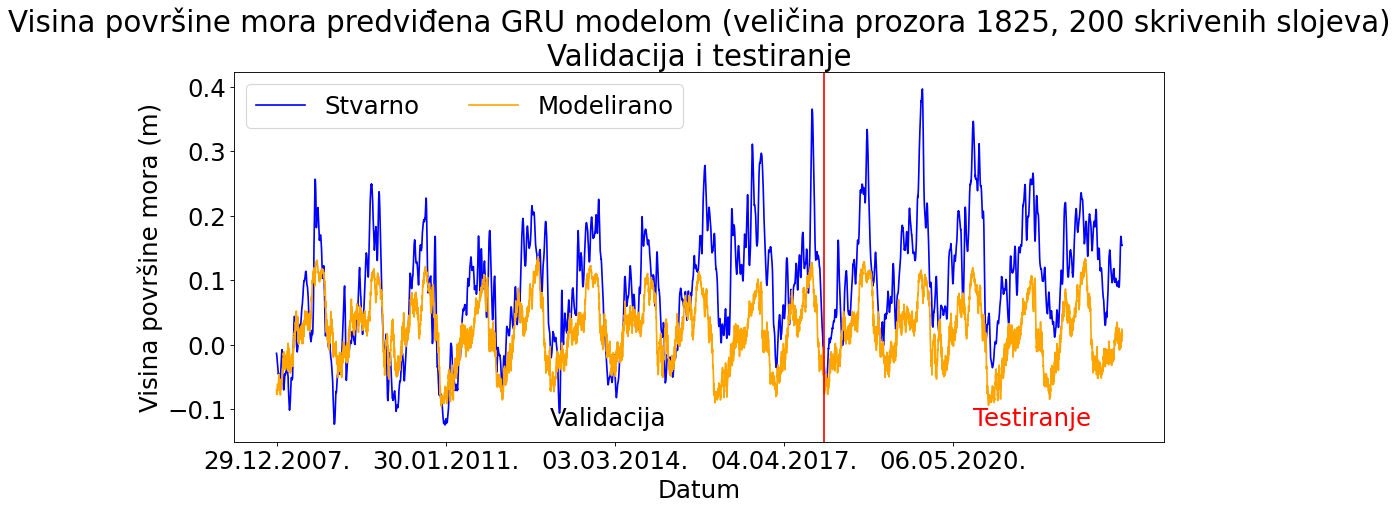 Visina površine mora predviđena GRU modelom (veličina prozora 1825, 200 skrivenih slojeva)
Validacija i testiranje
Stvarno Modelirano
Visina površine mora (m)
0.4
0.3
0.2
0.1
0.0
−0.1
Validacija Testiranje
29.12.2007. 30.01.2011. 03.03.2014. 04.04.2017. 06.05.2020.
Datum